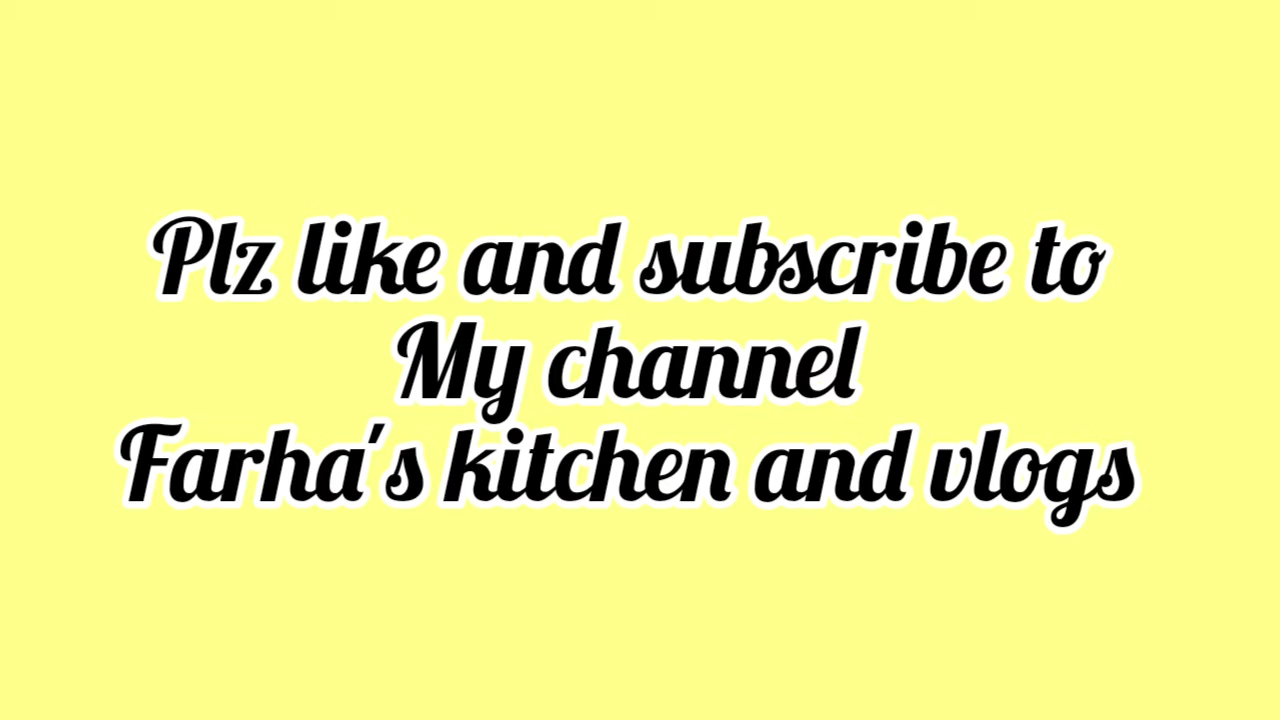 Plz like and subscribe to
My channel
Farha's kitchen and vlogs